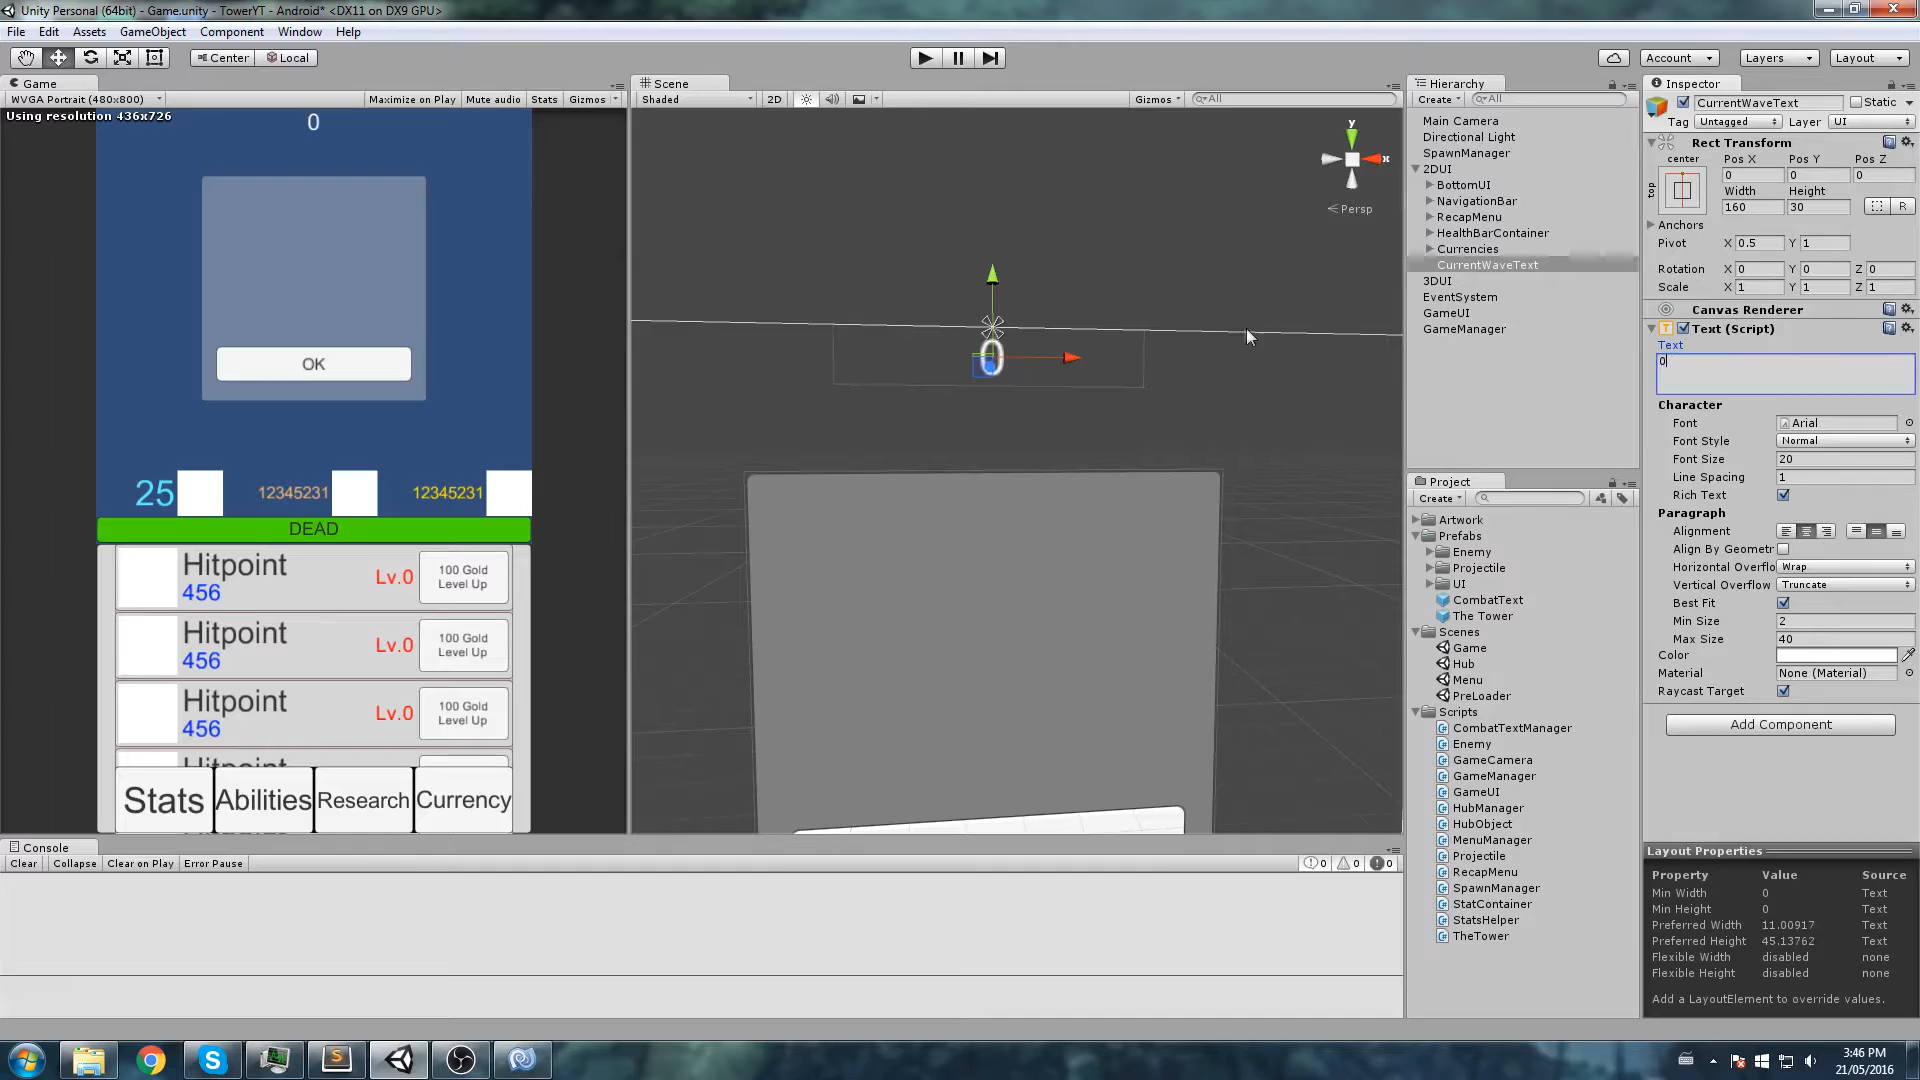 Unity Personal (64bit) - Game.unity - TowerYT - Android* <DX11 on DX9 GPU>
File Edit Assets GameObject Component Window Help
Center Local Account Layers Layout
Game
WVGA Portrait (480x800) Maximize on Play Mute audio Stats Gizmos
Using resolution 436x726
0
OK
25 12345231 12345231
DEAD
Hitpoint
456
Lv.0
100 Gold
Level Up
Hitpoint
456
Lv.0
100 Gold
Level Up
Hitpoint
456
Lv.0
100 Gold
Level Up
Stats Abilities Research Currency
Scene
Shaded 2D Gizmos All
y
x
Persp
0
Hierarchy
Create All
Main Camera
Directional Light
SpawnManager
2DUI
BottomUI
NavigationBar
RecapMenu
HealthBarContainer
Currencies
CurrentWaveText
3DUI
EventSystem
GameUI
GameManager
Project
Create
Artwork
Prefabs
Enemy
Projectile
UI
CombatText
The Tower
Scenes
Game
Hub
Menu
PreLoader
Scripts
CombatTextManager
Enemy
GameCamera
GameManager
GameUI
HubManager
HubObject
MenuManager
Projectile
RecapMenu
SpawnManager
StatContainer
StatsHelper
TheTower
Inspector
CurrentWaveText Static
Tag Untagged Layer UI
Rect Transform
center Pos X Pos Y Pos Z
top 0 0 0
Width Height
160 30 R
Anchors
Pivot X 0.5 Y 1
Rotation X 0 Y 0 Z 0
Scale X 1 Y 1 Z 1
Canvas Renderer
Text (Script)
Text
0
Character
Font Arial
Font Style Normal
Font Size 20
Line Spacing 1
Rich Text
Paragraph
Alignment
Align By Geometr
Horizontal Overflo Wrap
Vertical Overflow Truncate
Best Fit
Min Size 2
Max Size 40
Color
Material None (Material)
Raycast Target
Add Component
Layout Properties
Property Value Source
Min Width 0 Text
Min Height 0 Text
Preferred Width 11.00917 Text
Preferred Height 45.13762 Text
Flexible Width disabled none
Flexible Height disabled none
Add a LayoutElement to override values.
Console
Clear Collapse Clear on Play Error Pause 0 0 0
3:46 PM
21/05/2016